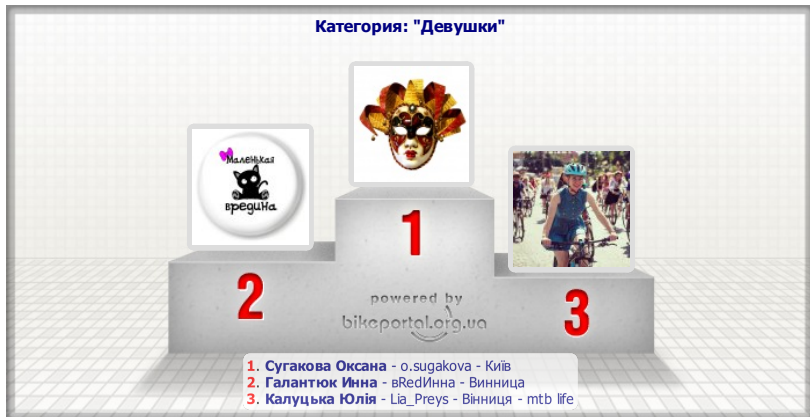 Категория: "Девушки"
Маленькая
вредина
1
2
3
powered by
bikeportal.org.ua
1. Сугакова Оксана - o.sugakova - Київ
2. Галантюк Инна - вRedИнна - Винница
3. Калуцька Юлія - Lia_Preys - Вінниця - mtb life